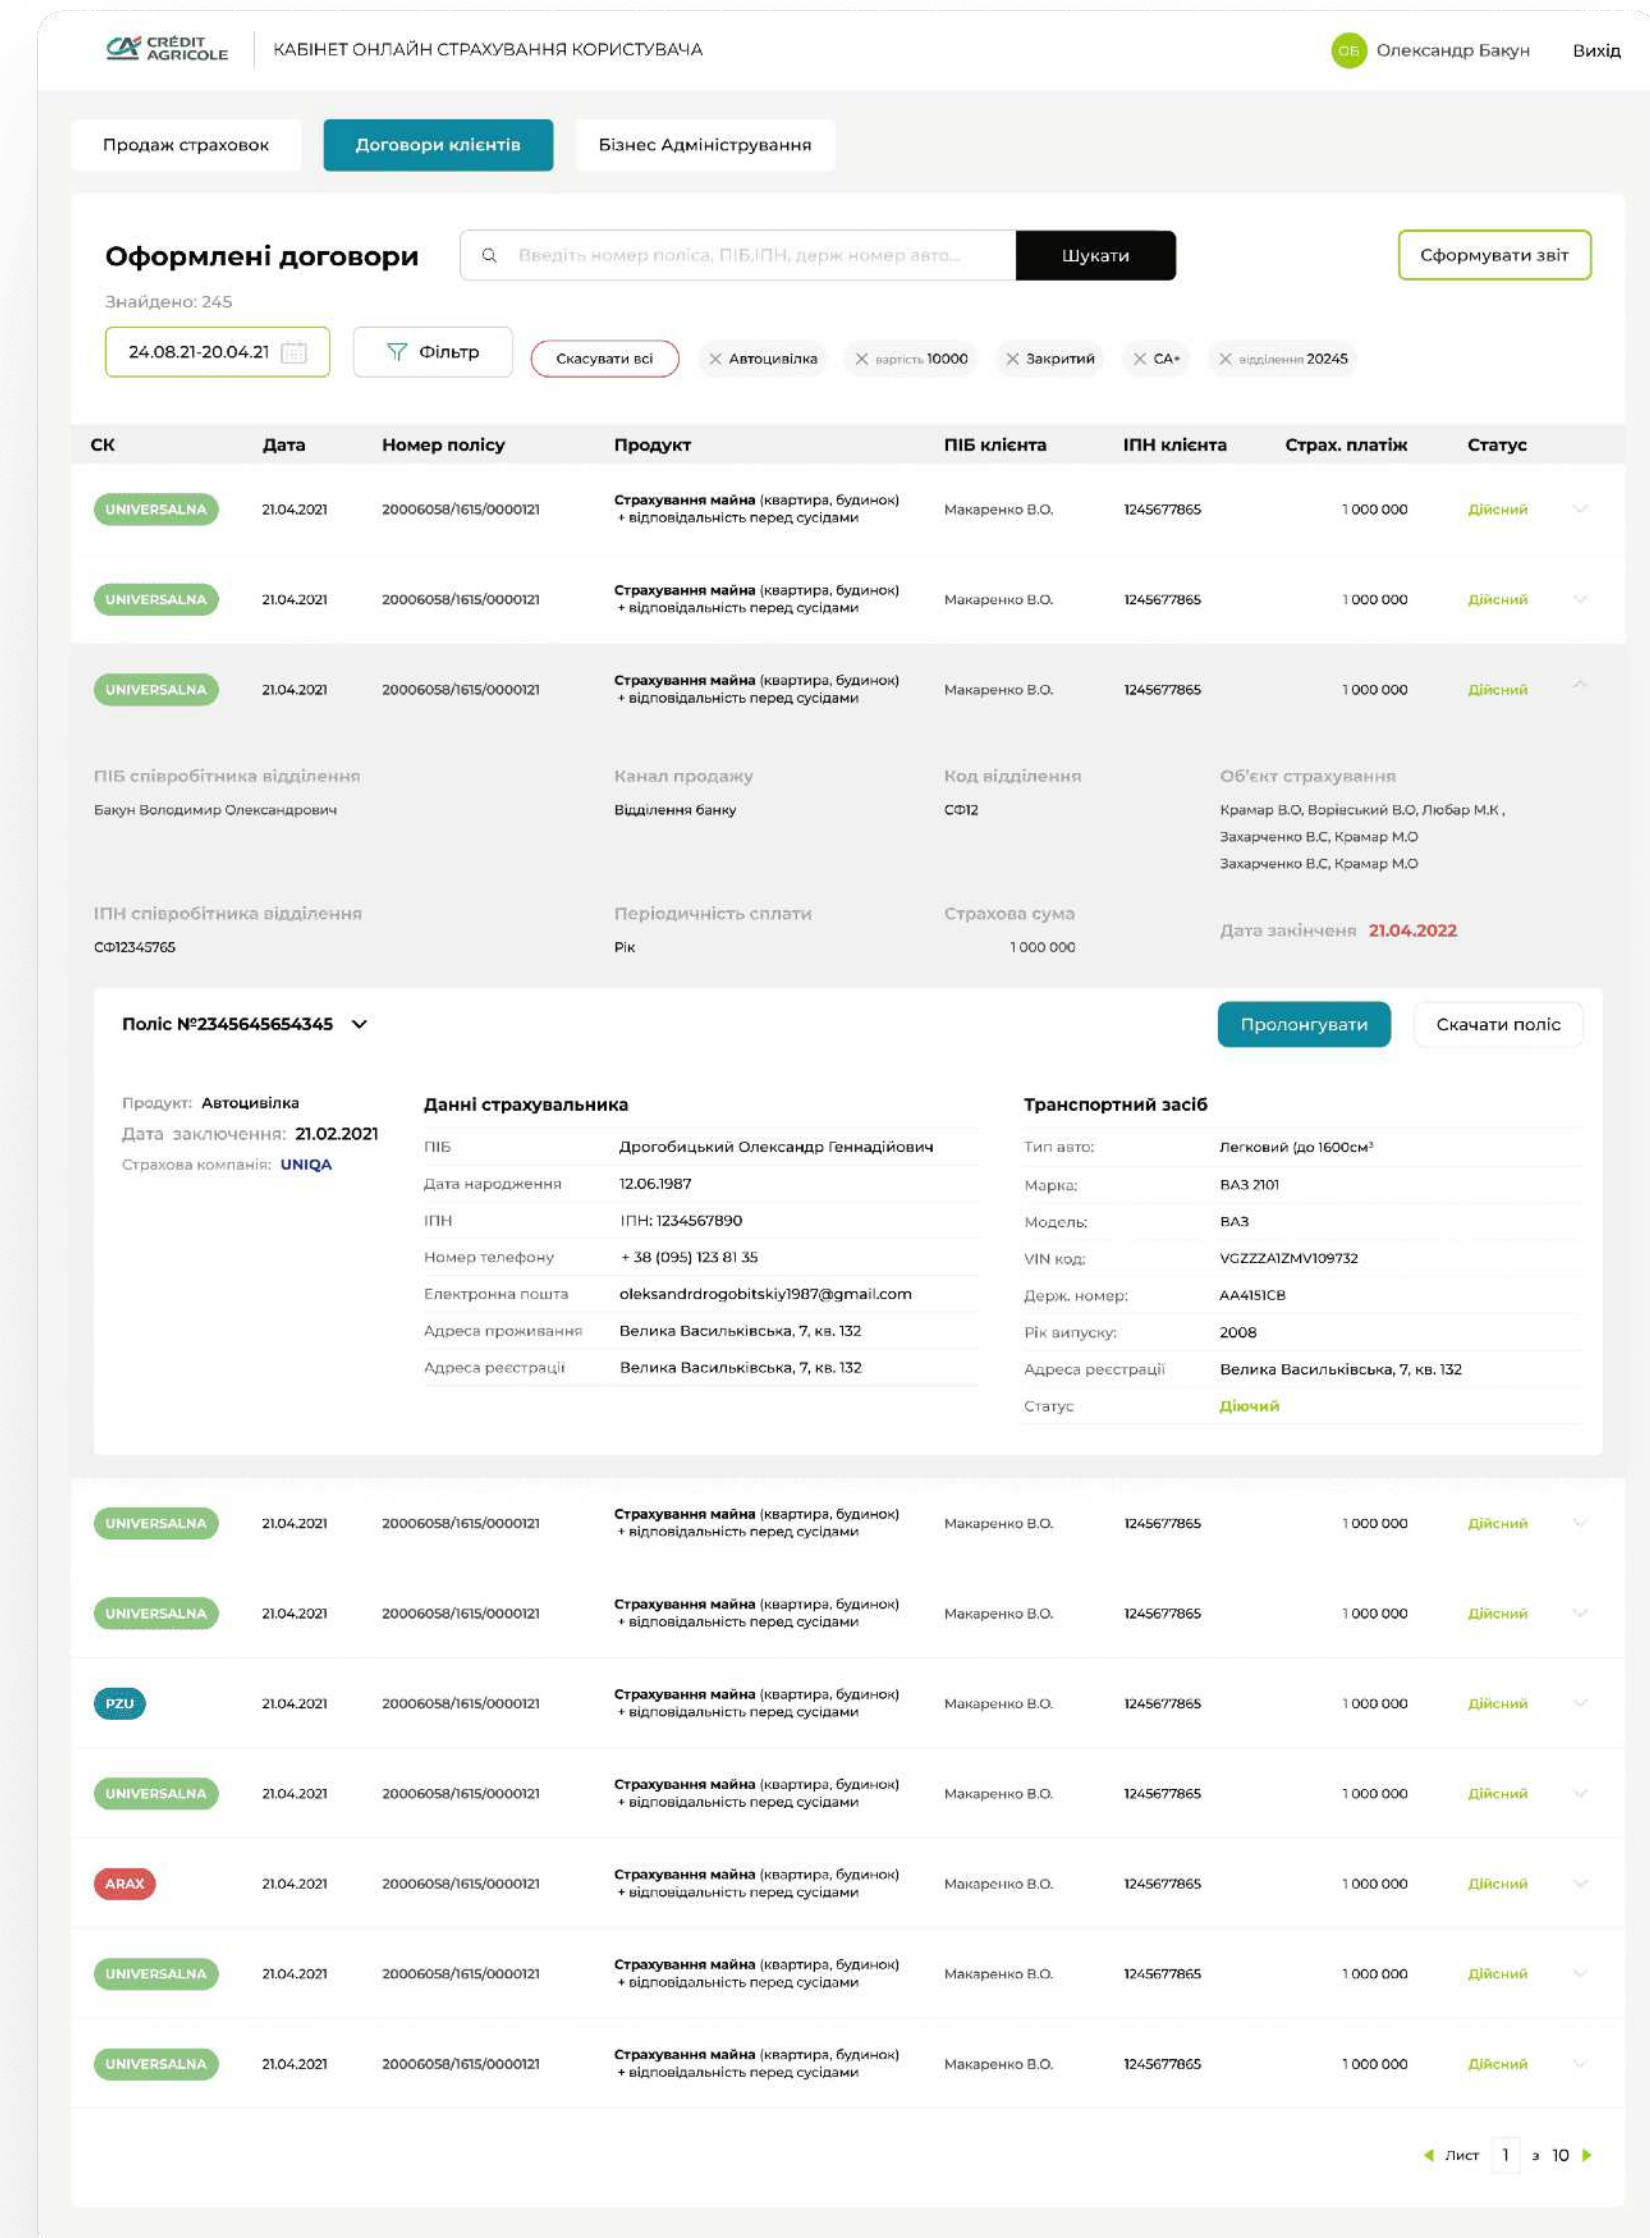 CRÉDIT AGRICOLE
КАБІНЕТ ОНЛАЙН СТРАХУВАННЯ КОРИСТУВАЧА
ОБ Олександр Бакун Вихід
Продаж страховок Договори клієнтів Бізнес Адміністрування
Оформлені договори Введіть номер поліса, ПІБ,ІПН, держ номер авто... Шукати Сформувати звіт
Знайдено: 245
24.08.21-20.04.21 Фільтр Скасувати всі Автоцивілка вартість 10000 Закритий СА+ відділення 20245
СК Дата Номер полісу Продукт ПІБ клієнта ІПН клієнта Страх. платіж Статус
UNIVERSALNA 21.04.2021 20006058/1615/0000121 Страхування майна (квартира, будинок) Макаренко В.О. 1245677865 1 000 000 Дійсний
+ відповідальність перед сусідами
UNIVERSALNA 21.04.2021 20006058/1615/0000121 Страхування майна (квартира, будинок) Макаренко В.О. 1245677865 1 000 000 Дійсний
+ відповідальність перед сусідами
UNIVERSALNA 21.04.2021 20006058/1615/0000121 Страхування майна (квартира, будинок) Макаренко В.О. 1245677865 1 000 000 Дійсний
+ відповідальність перед сусідами
ПІБ співробітника відділення Канал продажу Код відділення Об'єкт страхування
Бакун Володимир Олександрович Відділення банку СФ12 Крамар В.О, Ворівський В.О, Любар М.К ,
Захарченко В.С, Крамар М.О
Захарченко В.С, Крамар М.О
ІПН співробітника відділення Періодичність сплати Страхова сума Дата закінченя 21.04.2022
СФ12345765 Рік 1 000 000
Поліс №2345645654345 Пролонгувати Скачати поліс
Продукт: Автоцивілка
Дата заключення: 21.02.2021
Страхова компанія: UNIQA
Данні страхувальника
ПІБ Дрогобицький Олександр Геннадійович
Дата народження 12.06.1987
ІПН ІПН: 1234567890
Номер телефону + 38 (095) 123 81 35
Електронна пошта oleksandrdrogobitskiy1987@gmail.com
Адреса проживання Велика Васильківська, 7, кв. 132
Адреса реєстрації Велика Васильківська, 7, кв. 132
Транспортний засіб
Тип авто: Легковий (до 1600см³
Марка: ВАЗ 2101
Модель: ВАЗ
VIN код: VGZZZA1ZMV109732
Держ. номер: АА4151СВ
Рік випуску: 2008
Адреса реєстрації Велика Васильківська, 7, кв. 132
Статус Діючий
UNIVERSALNA 21.04.2021 20006058/1615/0000121 Страхування майна (квартира, будинок) Макаренко В.О. 1245677865 1 000 000 Дійсний
+ відповідальність перед сусідами
UNIVERSALNA 21.04.2021 20006058/1615/0000121 Страхування майна (квартира, будинок) Макаренко В.О. 1245677865 1 000 000 Дійсний
+ відповідальність перед сусідами
PZU 21.04.2021 20006058/1615/0000121 Страхування майна (квартира, будинок) Макаренко В.О. 1245677865 1 000 000 Дійсний
+ відповідальність перед сусідами
UNIVERSALNA 21.04.2021 20006058/1615/0000121 Страхування майна (квартира, будинок) Макаренко В.О. 1245677865 1 000 000 Дійсний
+ відповідальність перед сусідами
ARAX 21.04.2021 20006058/1615/0000121 Страхування майна (квартира, будинок) Макаренко В.О. 1245677865 1 000 000 Дійсний
+ відповідальність перед сусідами
UNIVERSALNA 21.04.2021 20006058/1615/0000121 Страхування майна (квартира, будинок) Макаренко В.О. 1245677865 1 000 000 Дійсний
+ відповідальність перед сусідами
UNIVERSALNA 21.04.2021 20006058/1615/0000121 Страхування майна (квартира, будинок) Макаренко В.О. 1245677865 1 000 000 Дійсний
+ відповідальність перед сусідами
Лист 1 з 10